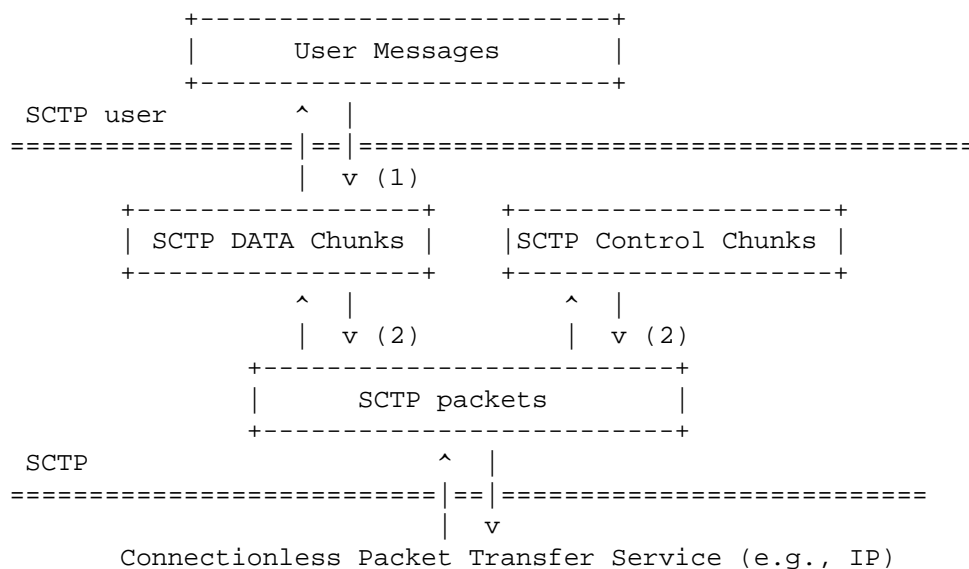 User Messages
SCTP user
(1)
SCTP DATA Chunks SCTP Control Chunks
(2) (2)
SCTP packets
SCTP
Connectionless Packet Transfer Service (e.g., IP)